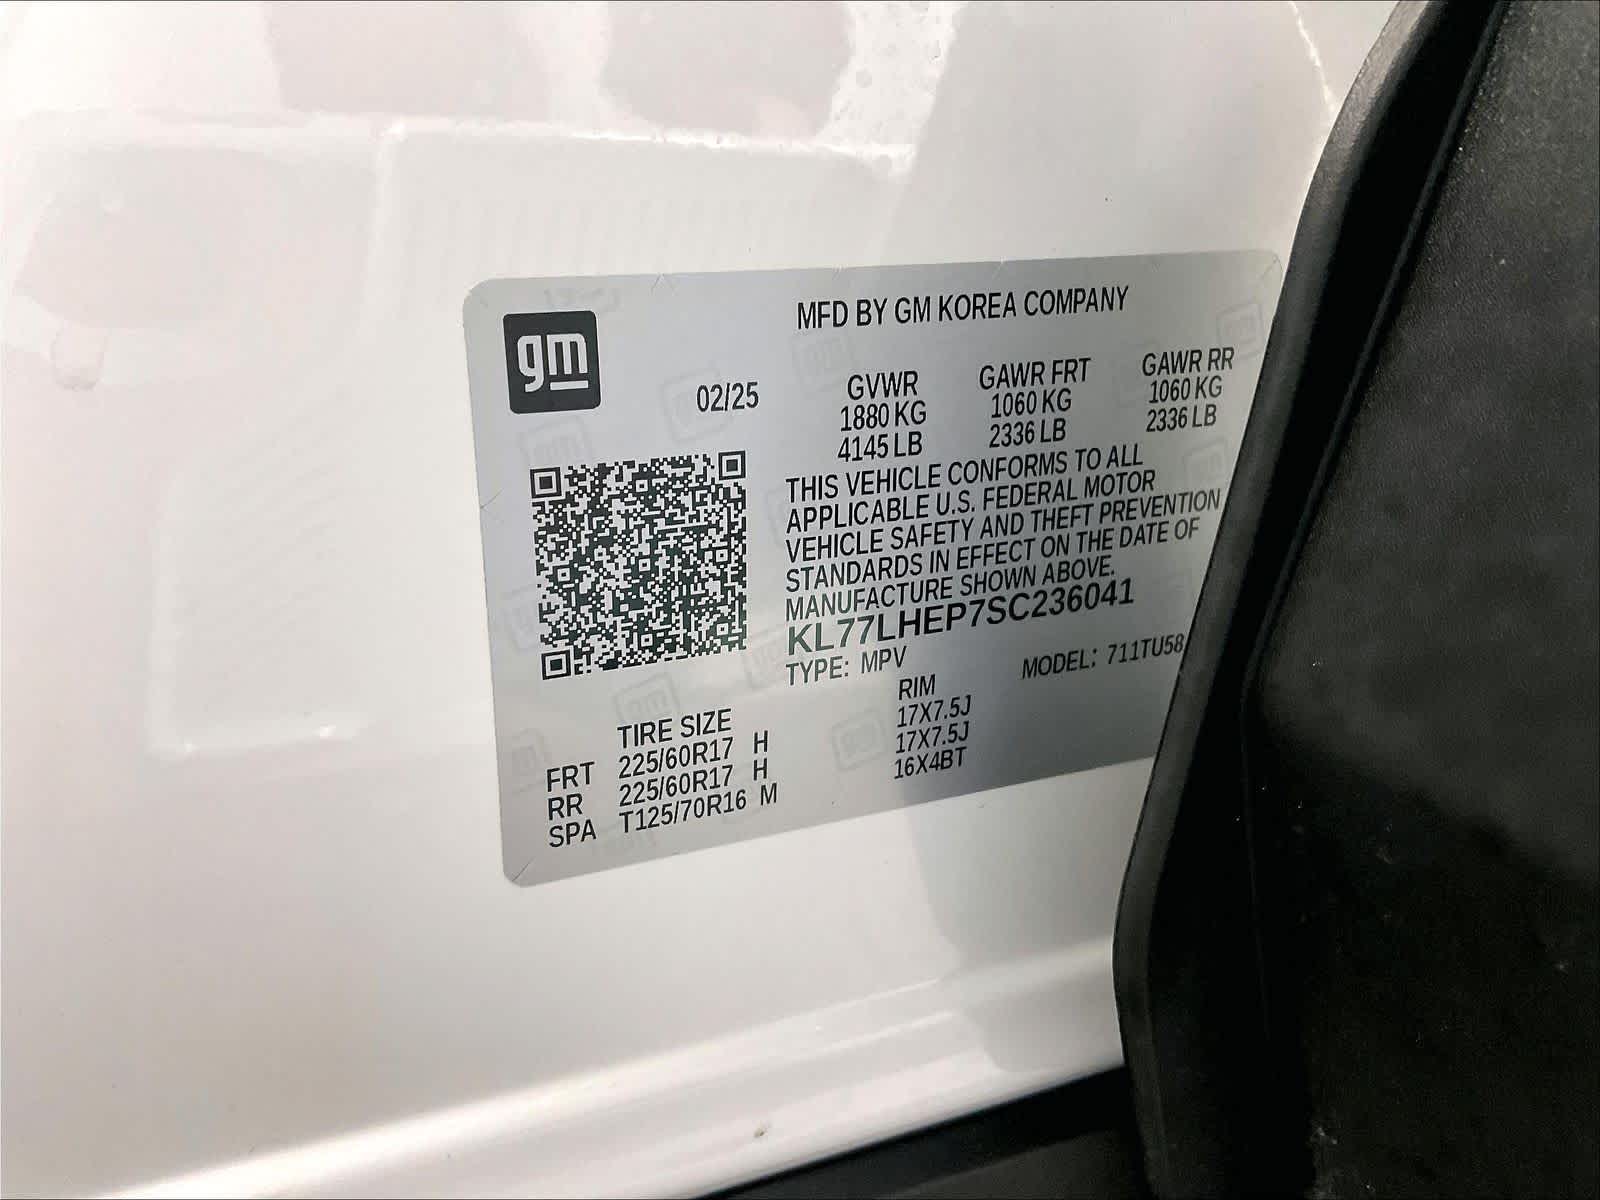 gm
MFD BY GM KOREA COMPANY
02/25
GVWR GAWR FRT GAWR RR
1880 KG 1060 KG 1060 KG
4145 LB 2336 LB 2336 LB
THIS VEHICLE CONFORMS TO ALL
APPLICABLE U.S. FEDERAL MOTOR
VEHICLE SAFETY AND THEFT PREVENTION
STANDARDS IN EFFECT ON THE DATE OF
MANUFACTURE SHOWN ABOVE.
KL77LHEP7SC236041
TYPE: MPV MODEL: 711TU58
TIRE SIZE RIM
FRT 225/60R17 H 17X7.5J
RR 225/60R17 H 17X7.5J
SPA T125/70R16 M 16X4BT